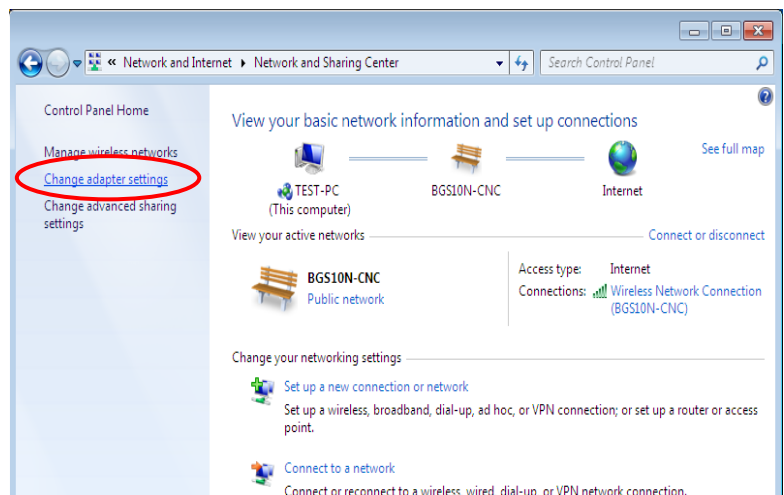 « Network and Internet ▸ Network and Sharing Center
Search Control Panel
Control Panel Home
Manage wireless networks
Change adapter settings
Change advanced sharing
settings
View your basic network information and set up connections
See full map
TEST-PC
(This computer)
BGS10N-CNC
Internet
View your active networks
Connect or disconnect
BGS10N-CNC
Public network
Access type: Internet
Connections: Wireless Network Connection
(BGS10N-CNC)
Change your networking settings
Set up a new connection or network
Set up a wireless, broadband, dial-up, ad hoc, or VPN connection; or set up a router or access
point.
Connect to a network
Connect or reconnect to a wireless, wired, dial-up, or VPN network connection.